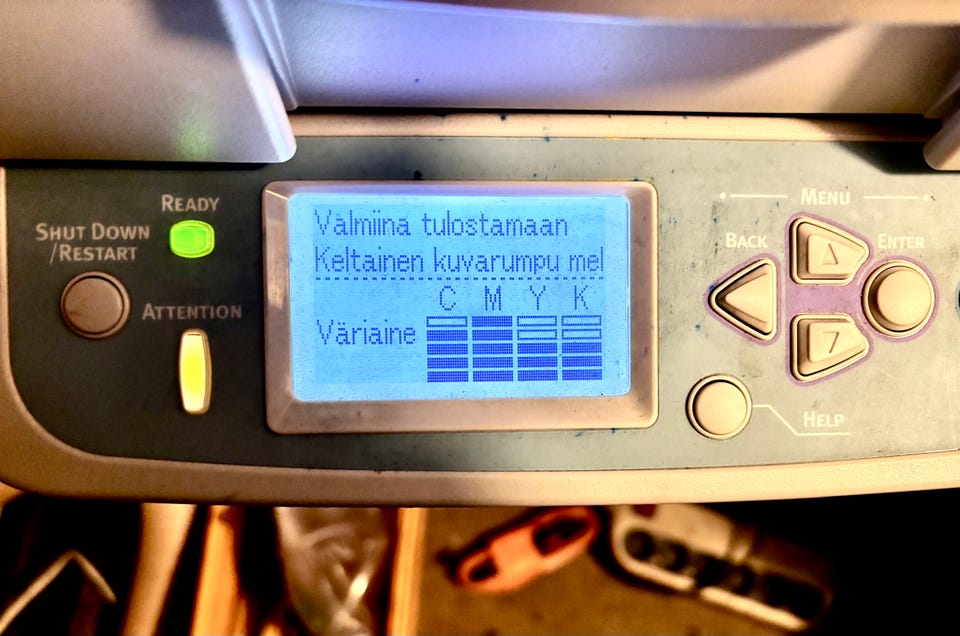 READY
SHUT DOWN
/RESTART
ATTENTION
Valmiina tulostamaan
Keltainen kuvarumpu mel
C M Y K
Väriaine
MENU
BACK
ENTER
HELP